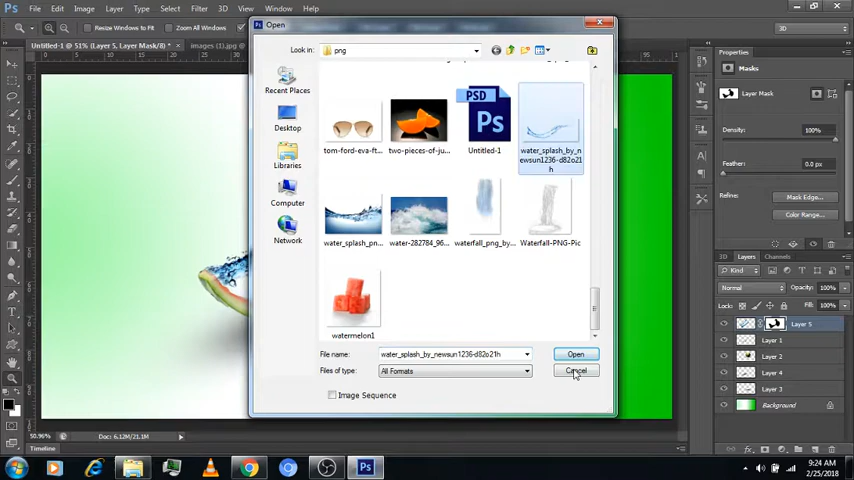 Ps File Edit Image Layer Type Select Filter 3D View Window Help
Resize Windows to Fit Zoom All Windows
3D
Untitled-1 @ 51% (Layer 5, Layer Mask/8) * ×
images (1).jpg
95
Open
Look in: png
Recent Places
Desktop
Libraries
Computer
Network
tom-ford-eva-ft...
two-pieces-of-ju...
PSD
Ps
Untitled-1
water_splash_by_n
ewsun1236-d82o21
h
water_splash_pn...
water-282784_96...
waterfall_png_by...
Waterfall-PNG-Pic
watermelon1
File name: water_splash_by_newsun1236-d82o21h
Open
Files of type: All Formats
Cancel
Image Sequence
Properties
Masks
Layer Mask
Density: 100%
Feather: 0.0 px
Refine:
Mask Edge...
Color Range...
3D Layers Channels
Kind
Normal Opacity: 100%
Lock: Fill: 100%
Layer 5
Layer 1
Layer 2
Layer 4
Layer 3
Background
50.96% Doc: 6.12M/21.1M
Timeline
9:24 AM
2/25/2018